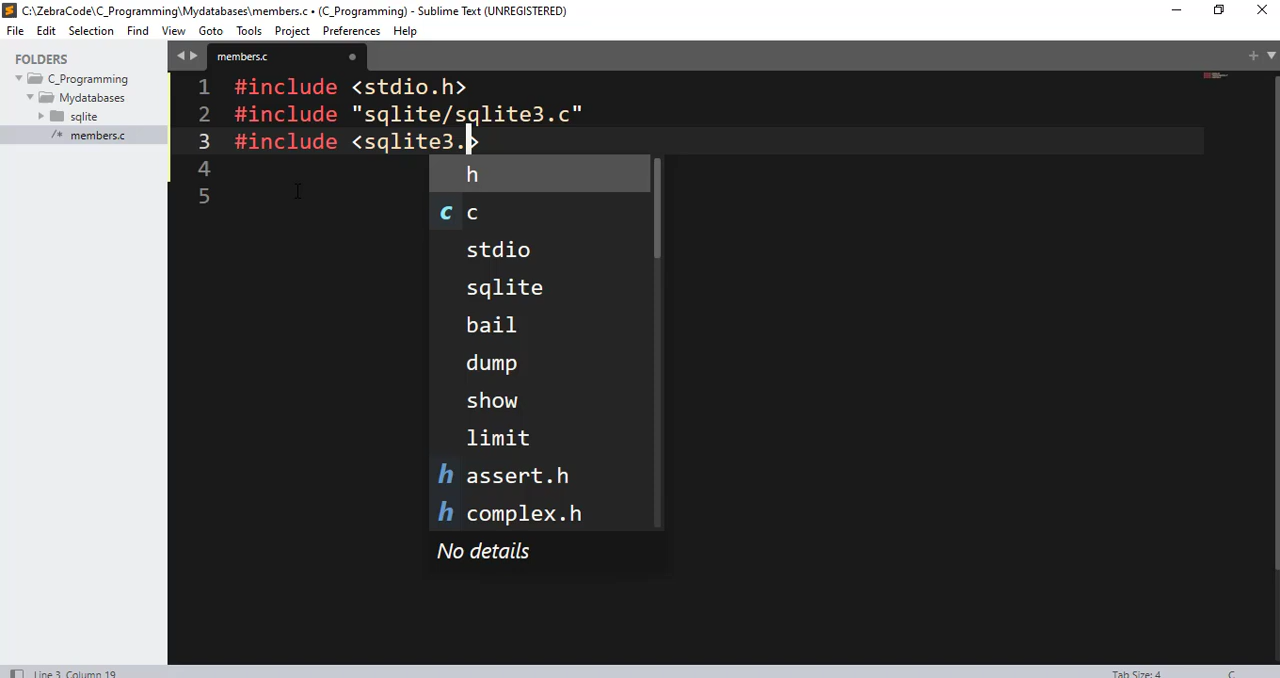 C:\ZebraCode\C_Programming\Mydatabases\members.c • (C_Programming) - Sublime Text (UNREGISTERED)
File Edit Selection Find View Goto Tools Project Preferences Help
FOLDERS
C_Programming
Mydatabases
sqlite
/* members.c
members.c
1 #include <stdio.h>
2 #include "sqlite/sqlite3.c"
3 #include <sqlite3.>
4
5
h
c c
stdio
sqlite
bail
dump
show
limit
h assert.h
h complex.h
No details
Line 3, Column 19
Tab Size: 4
C